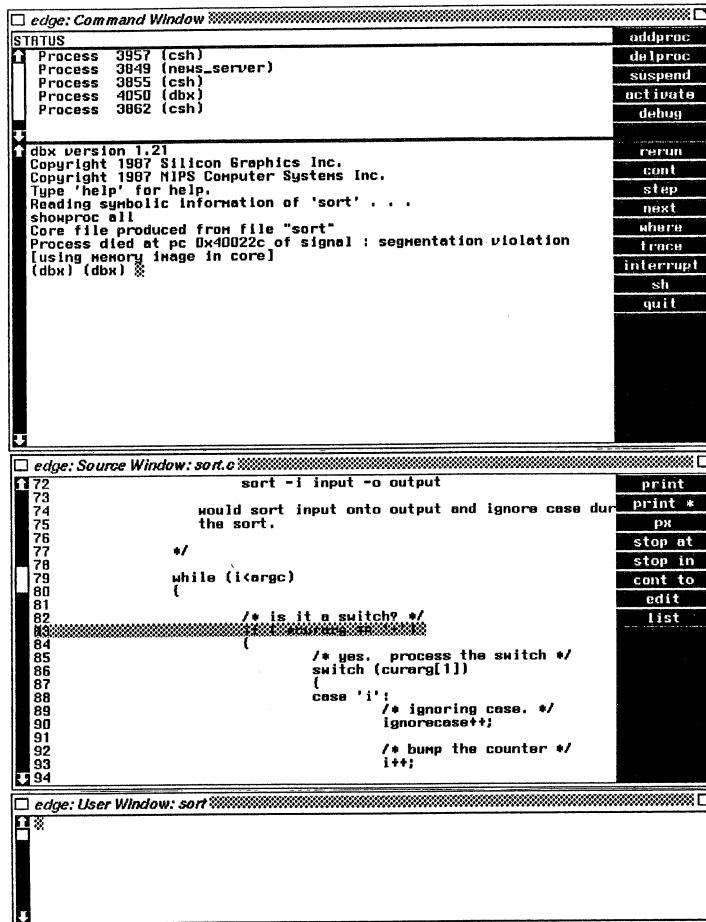 edge: Command Window
STATUS
Process 3957 (csh)
Process 3849 (news_server)
Process 3855 (csh)
Process 4050 (dbx)
Process 3862 (csh)
addproc
delproc
suspend
activate
debug
dbx version 1.21
Copyright 1987 Silicon Graphics Inc.
Copyright 1987 MIPS Computer Systems Inc.
Type 'help' for help.
Reading symbolic information of 'sort' . . .
showproc all
Core file produced from file "sort"
Process died at pc 0x40022c of signal : segmentation violation
[using memory image in core]
(dbx) (dbx)
rerun
cont
step
next
where
trace
interrupt
sh
quit
edge: Source Window: sort.c
72 sort -i input -o output
73
74 would sort input onto output and ignore case dur
75 the sort.
76
77 */
78
79 while (i<argc)
80 {
81
82 /* is it a switch? */
83
84 {
85 /* yes. process the switch */
86 switch (curarg[1])
87 {
88 case 'i':
89 /* ignoring case. */
90 ignorecase++;
91
92 /* bump the counter */
93 i++;
94
print
print *
px
stop at
stop in
cont to
edit
list
edge: User Window: sort